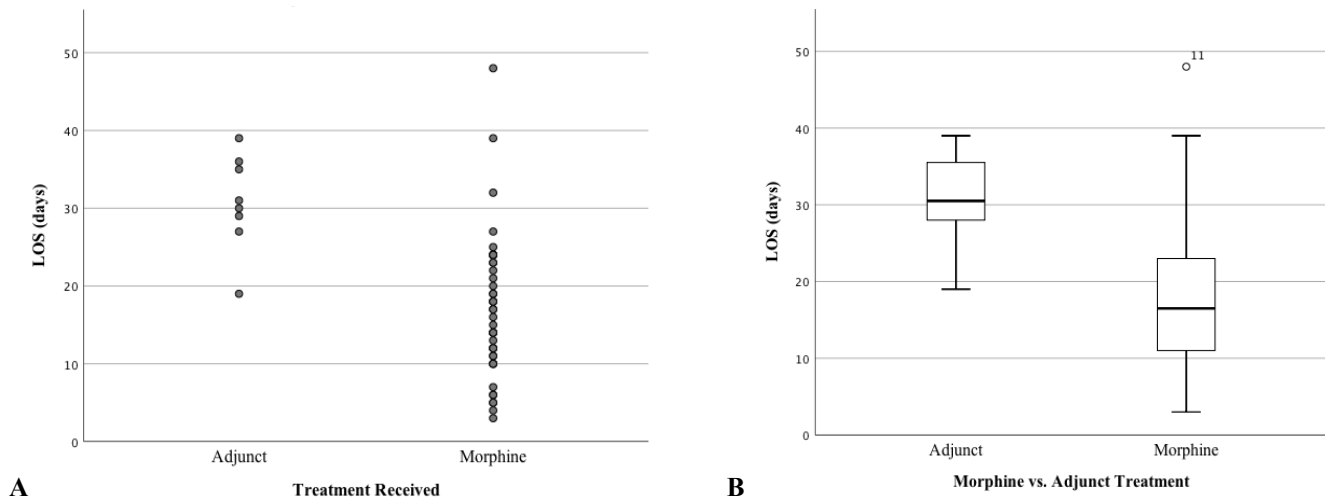 50
40
30
20
10
0
LOS (days)
Adjunct
Morphine
Treatment Received
A
50
40
30
20
10
0
LOS (days)
11
Adjunct
Morphine
Morphine vs. Adjunct Treatment
B